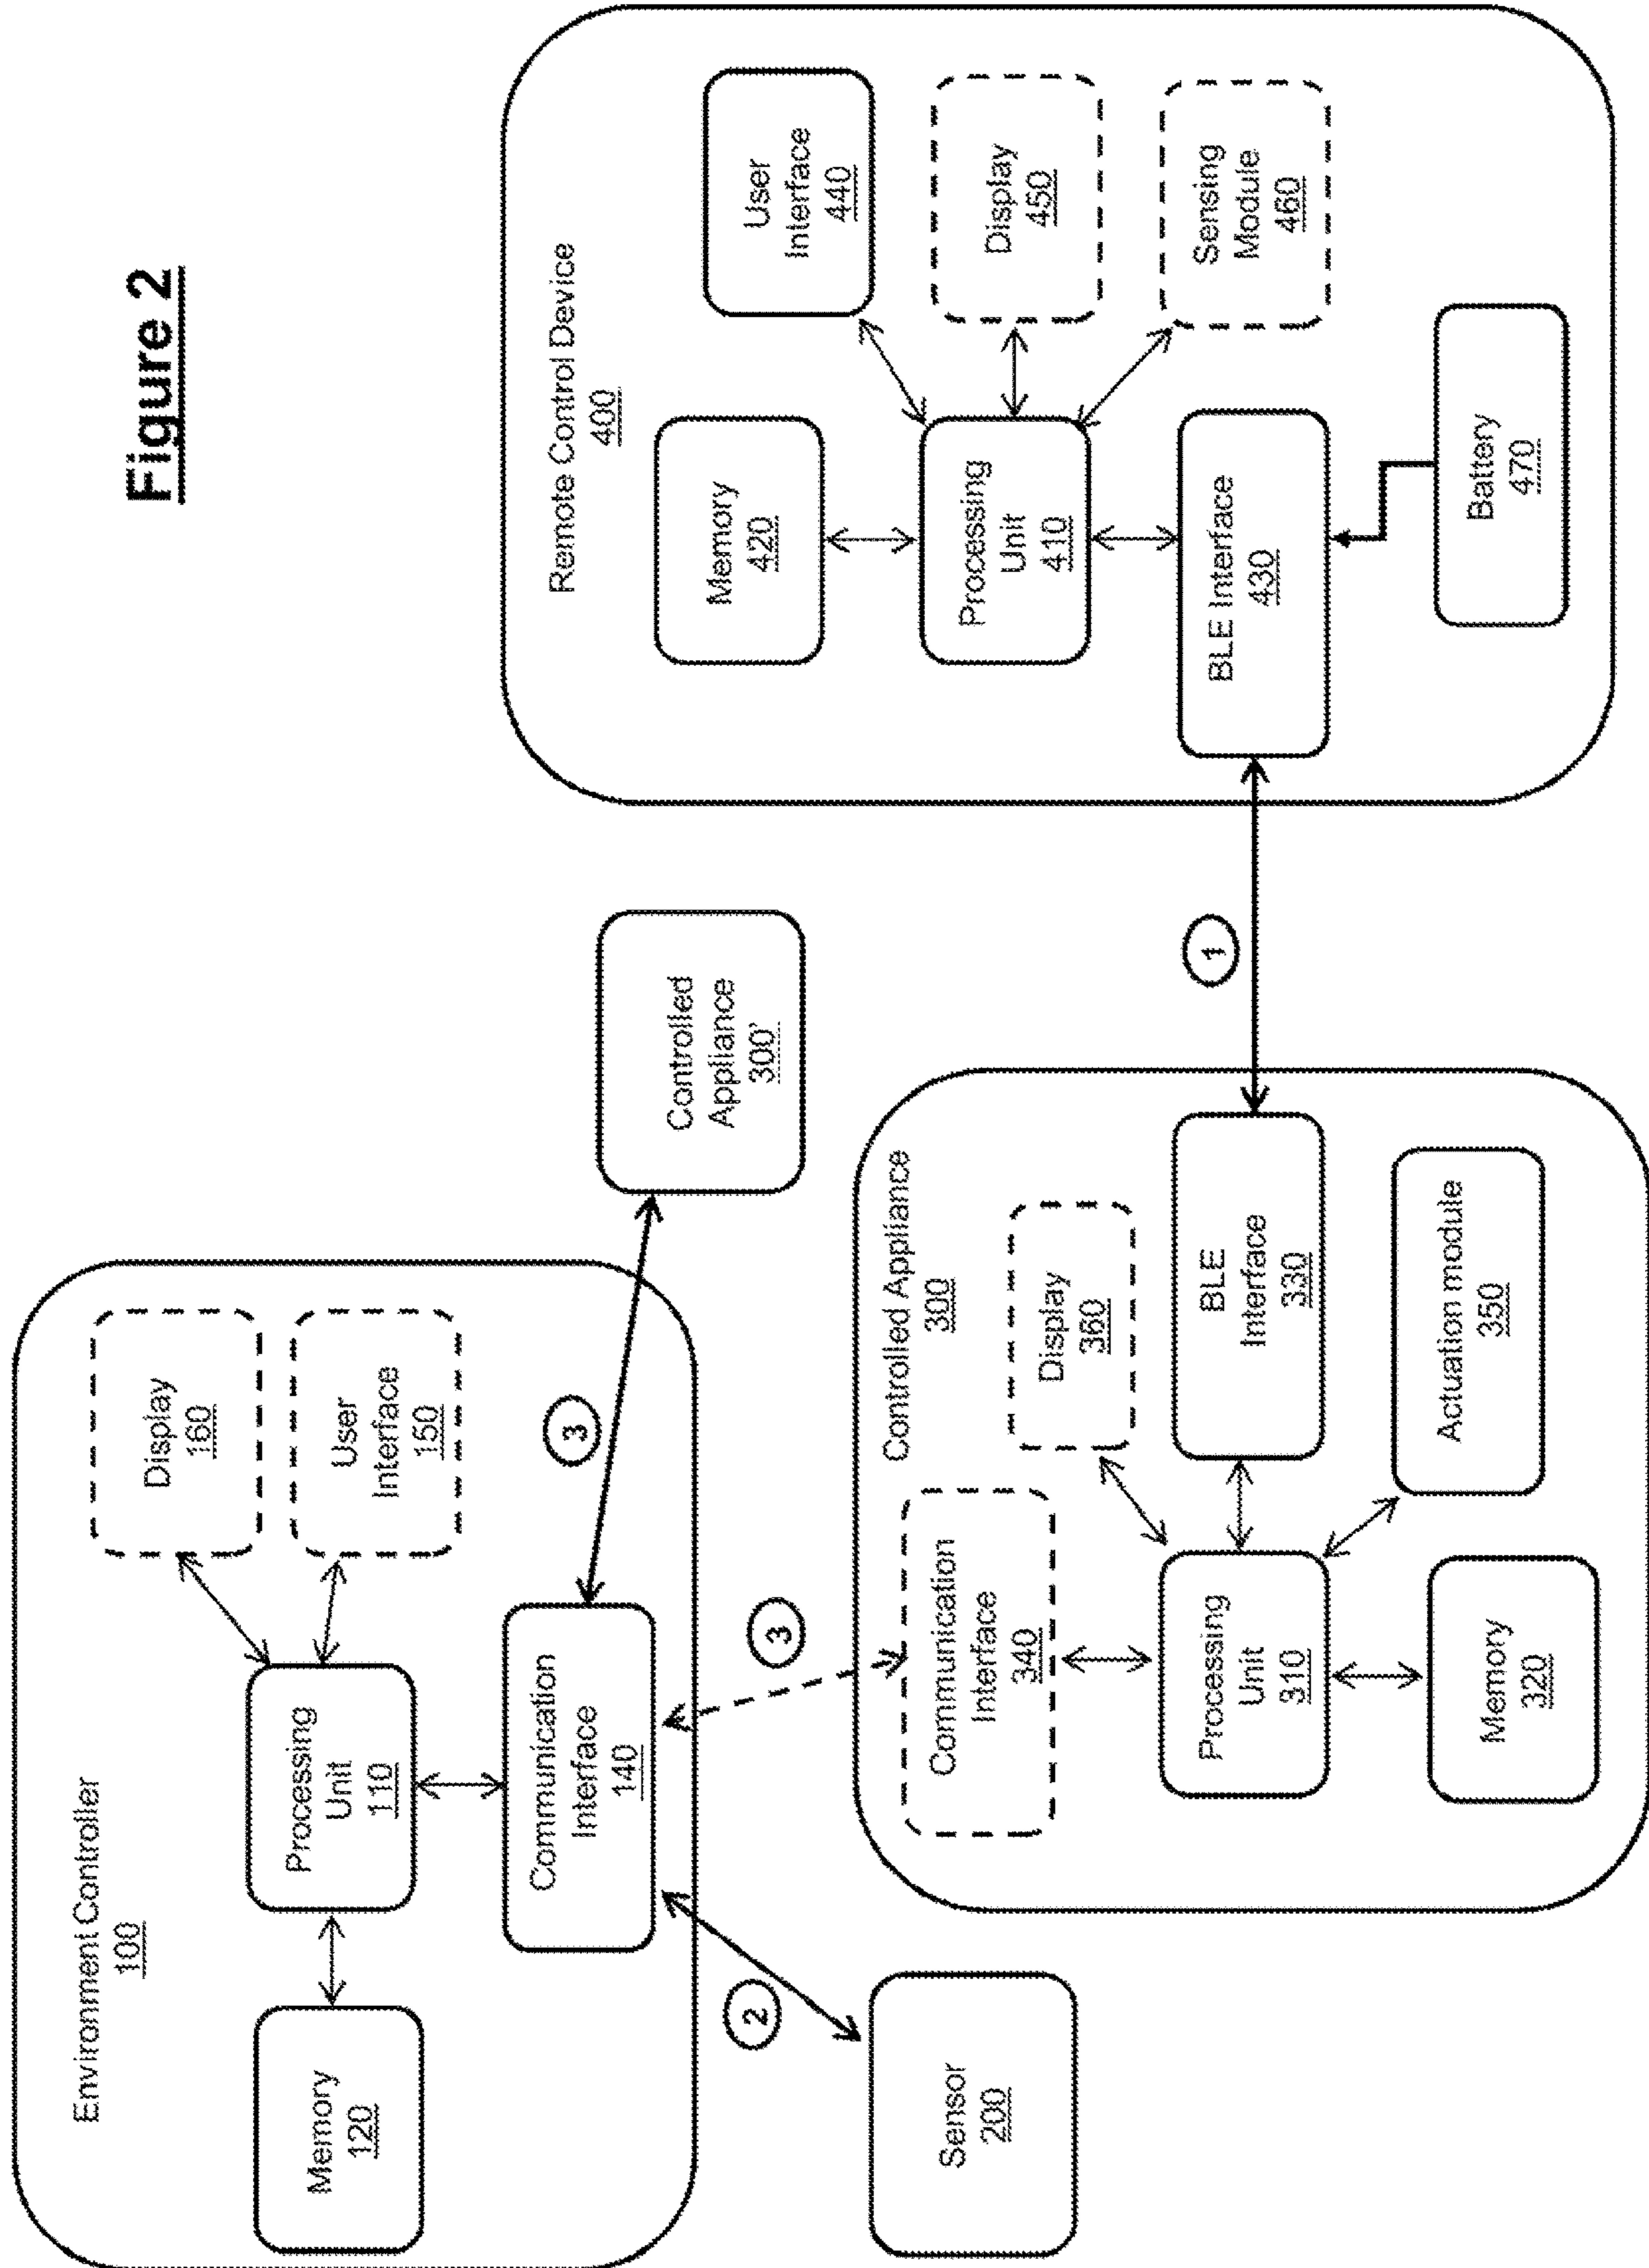 Figure 2
Environment Controller
100
Memory
120
Processing
Unit
110
Display
160
User
Interface
150
Communication
Interface
140
2
3
3
Sensor
200
Controlled
Appliance
300'
Controlled Appliance
300
Communication
Interface
340
Display
360
Processing
Unit
310
BLE
Interface
330
Memory
320
Actuation module
350
1
Remote Control Device
400
Memory
420
User
Interface
440
Processing
Unit
410
Display
450
BLE Interface
430
Sensing
Module
460
Battery
470